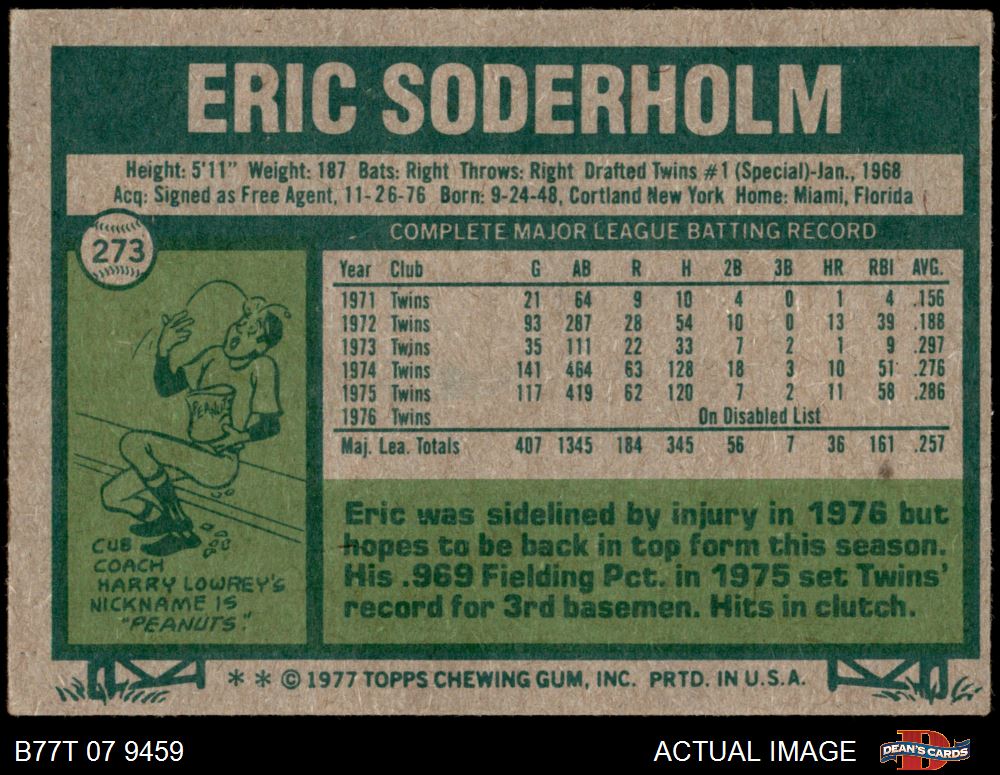 ERIC SODERHOLM
Height: 5'11" Weight: 187 Bats: Right Throws: Right Drafted Twins #1 (Special)-Jan., 1968
Acq: Signed as Free Agent, 11-26-76 Born: 9-24-48, Cortland New York Home: Miami, Florida
273
COMPLETE MAJOR LEAGUE BATTING RECORD
Year Club G AB R H 2B 3B HR RBI AVG.
1971 Twins 21 64 9 10 4 0 1 4 .156
1972 Twins 93 287 28 54 10 0 13 39 .188
1973 Twins 35 111 22 33 7 2 1 9 .297
1974 Twins 141 464 63 128 18 3 10 51 .276
1975 Twins 117 419 62 120 7 2 11 58 .286
1976 Twins On Disabled List
Maj. Lea. Totals 407 1345 184 345 56 7 36 161 .257
PEANUTS
CUB
COACH
HARRY LOWREY'S
NICKNAME IS
"PEANUTS."
Eric was sidelined by injury in 1976 but
hopes to be back in top form this season.
His .969 Fielding Pct. in 1975 set Twins'
record for 3rd basemen. Hits in clutch.
* * © 1977 TOPPS CHEWING GUM, INC. PRTD. IN U.S.A.
B77T 07 9459
ACTUAL IMAGE
D
DEAN'S CARDS